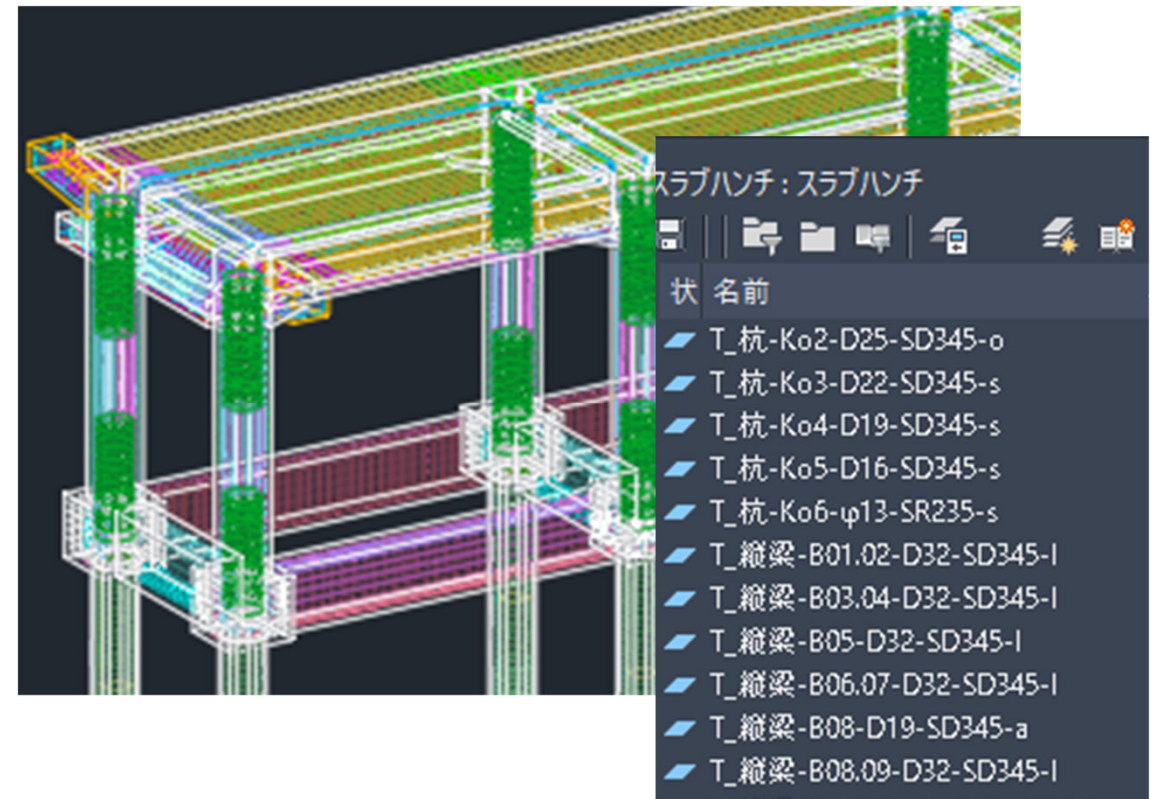 スラブハンチ : スラブハンチ
状 名前
T_杭-Ko2-D25-SD345-o
T_杭-Ko3-D22-SD345-s
T_杭-Ko4-D19-SD345-s
T_杭-Ko5-D16-SD345-s
T_杭-Ko6-φ13-SR235-s
T_縦梁-B01.02-D32-SD345-l
T_縦梁-B03.04-D32-SD345-l
T_縦梁-B05-D32-SD345-l
T_縦梁-B06.07-D32-SD345-l
T_縦梁-B08-D19-SD345-a
T_縦梁-B08.09-D32-SD345-l